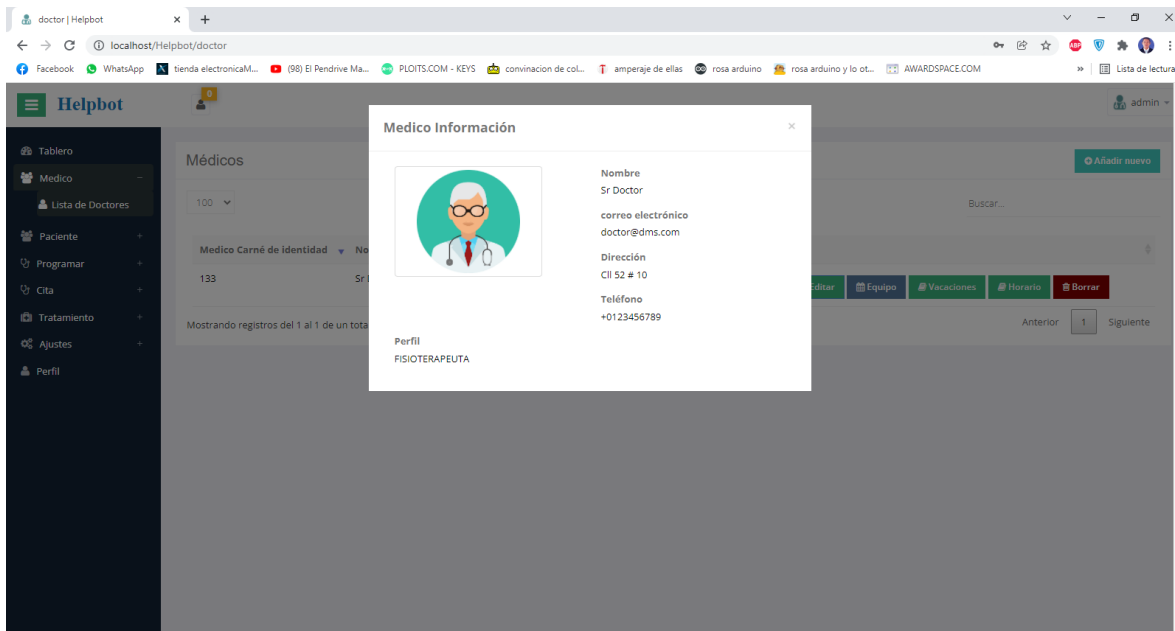 doctor | Helpbot
localhost/Helpbot/doctor
Facebook WhatsApp tienda electronicaM... (98) El Pendrive Ma... PLOITS.COM - KEYS convinacion de col... amperaje de ellas rosa arduino rosa arduino y lo ot... AWARDSPACE.COM » Lista de lectura
Helpbot 0 admin
Medico Información ×
Tablero
Médicos Añadir nuevo
Medico
Lista de Doctores
100 Buscar...
Paciente
Medico Carné de identidad No
Programar
133 Sr Editar Equipo Vacaciones Horario Borrar
Cita
Tratamiento
Mostrando registros del 1 al 1 de un tota Anterior 1 Siguiente
Ajustes
Perfil
Nombre
Sr Doctor
correo electrónico
doctor@dms.com
Dirección
Cll 52 # 10
Teléfono
+0123456789
Perfil
FISIOTERAPEUTA